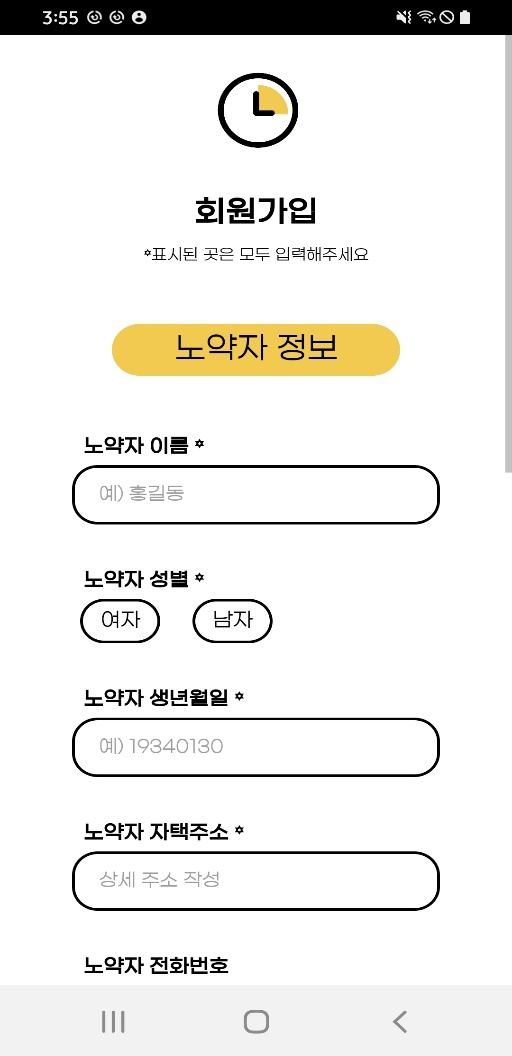 3:55
회원가입
*표시된 곳은 모두 입력해주세요
노약자 정보
노약자 이름 *
예) 홍길동
노약자 성별 *
여자 남자
노약자 생년월일 *
예) 19340130
노약자 자택주소 *
상세 주소 작성
노약자 전화번호